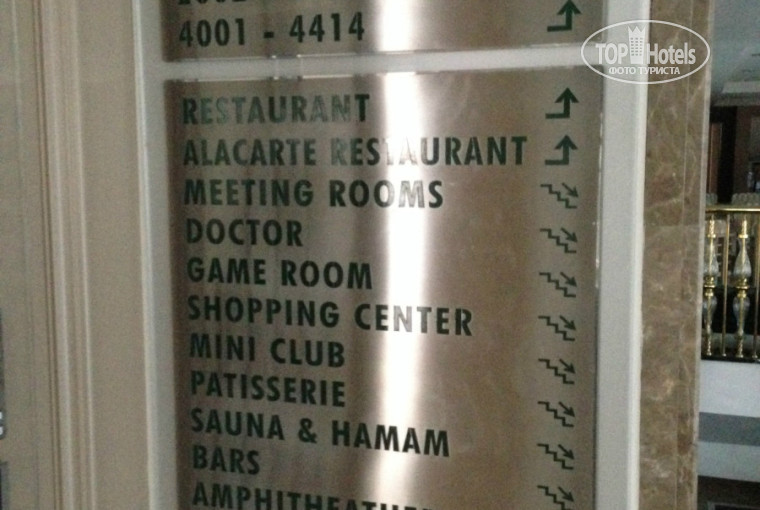 4001 - 4414
TOP Hotels
ФОТО ТУРИСТА
RESTAURANT
ALACARTE RESTAURANT
MEETING ROOMS
DOCTOR
GAME ROOM
SHOPPING CENTER
MINI CLUB
PATISSERIE
SAUNA & HAMAM
BARS